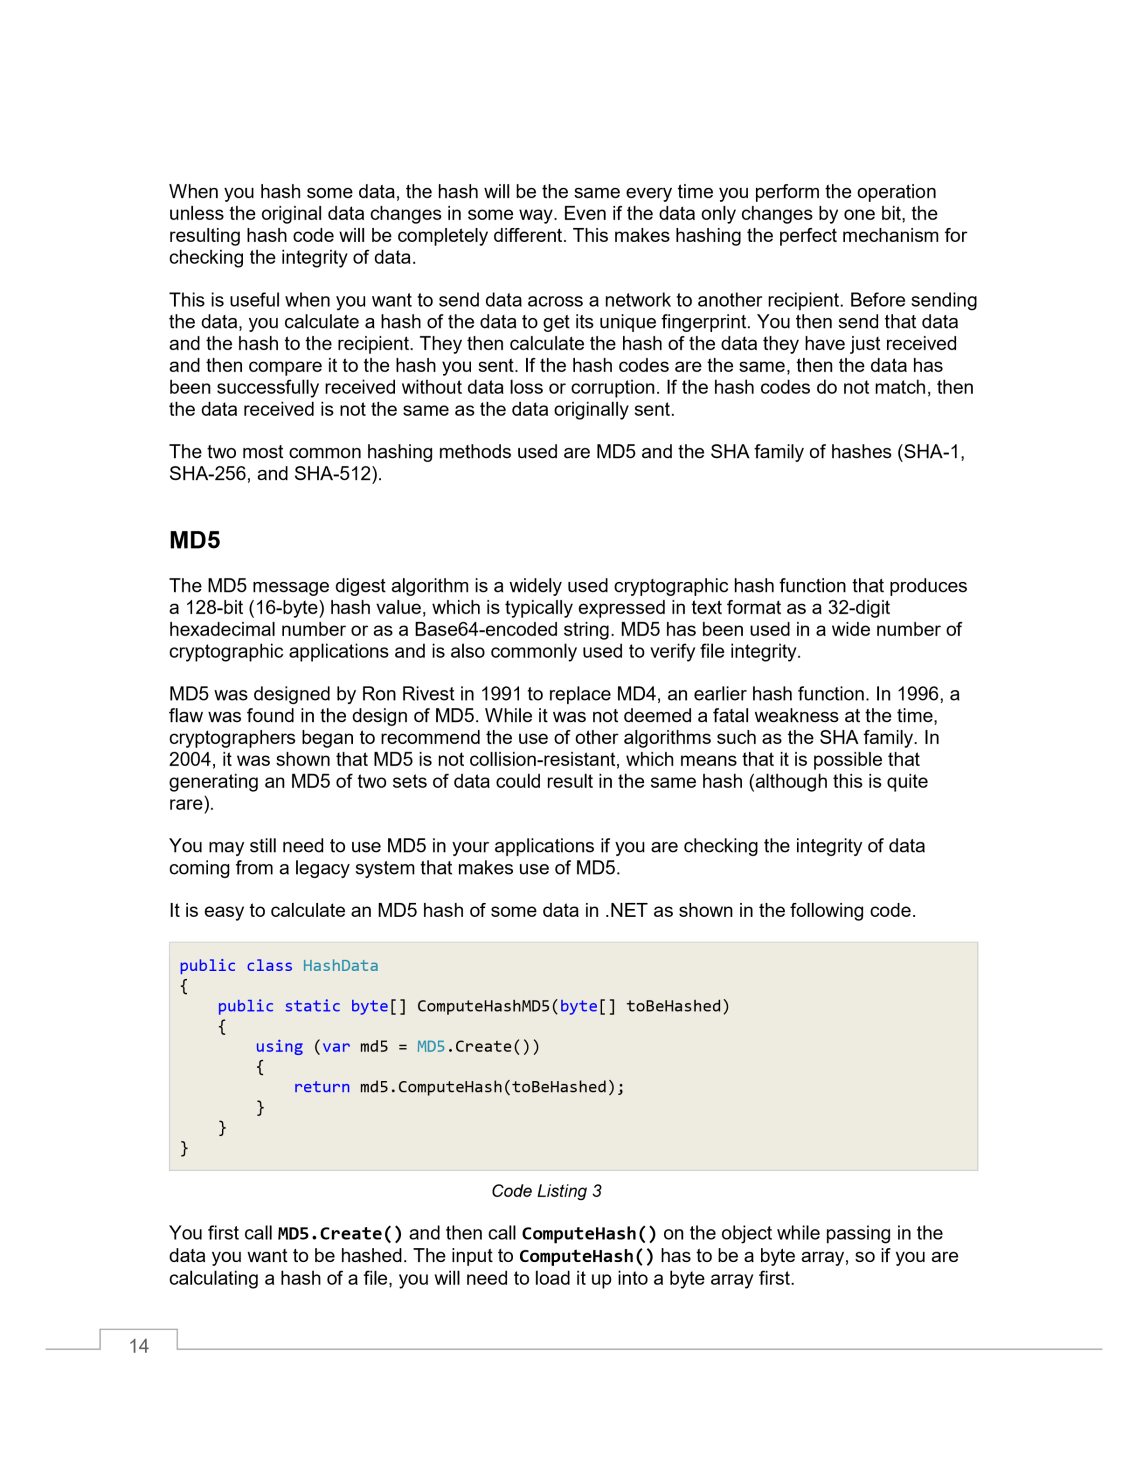 When you hash some data, the hash will be the same every time you perform the operation
unless the original data changes in some way. Even if the data only changes by one bit, the
resulting hash code will be completely different. This makes hashing the perfect mechanism for
checking the integrity of data.
This is useful when you want to send data across a network to another recipient. Before sending
the data, you calculate a hash of the data to get its unique fingerprint. You then send that data
and the hash to the recipient. They then calculate the hash of the data they have just received
and then compare it to the hash you sent. If the hash codes are the same, then the data has
been successfully received without data loss or corruption. If the hash codes do not match, then
the data received is not the same as the data originally sent.
The two most common hashing methods used are MD5 and the SHA family of hashes (SHA-1,
SHA-256, and SHA-512).
MD5
The MD5 message digest algorithm is a widely used cryptographic hash function that produces
a 128-bit (16-byte) hash value, which is typically expressed in text format as a 32-digit
hexadecimal number or as a Base64-encoded string. MD5 has been used in a wide number of
cryptographic applications and is also commonly used to verify file integrity.
MD5 was designed by Ron Rivest in 1991 to replace MD4, an earlier hash function. In 1996, a
flaw was found in the design of MD5. While it was not deemed a fatal weakness at the time,
cryptographers began to recommend the use of other algorithms such as the SHA family. In
2004, it was shown that MD5 is not collision-resistant, which means that it is possible that
generating an MD5 of two sets of data could result in the same hash (although this is quite
rare).
You may still need to use MD5 in your applications if you are checking the integrity of data
coming from a legacy system that makes use of MD5.
It is easy to calculate an MD5 hash of some data in .NET as shown in the following code.
public class HashData
{
    public static byte[] ComputeHashMD5(byte[] toBeHashed)
    {
        using (var md5 = MD5.Create())
        {
            return md5.ComputeHash(toBeHashed);
        }
    }
}
Code Listing 3
You first call MD5.Create() and then call ComputeHash() on the object while passing in the
data you want to be hashed. The input to ComputeHash() has to be a byte array, so if you are
calculating a hash of a file, you will need to load it up into a byte array first.
14